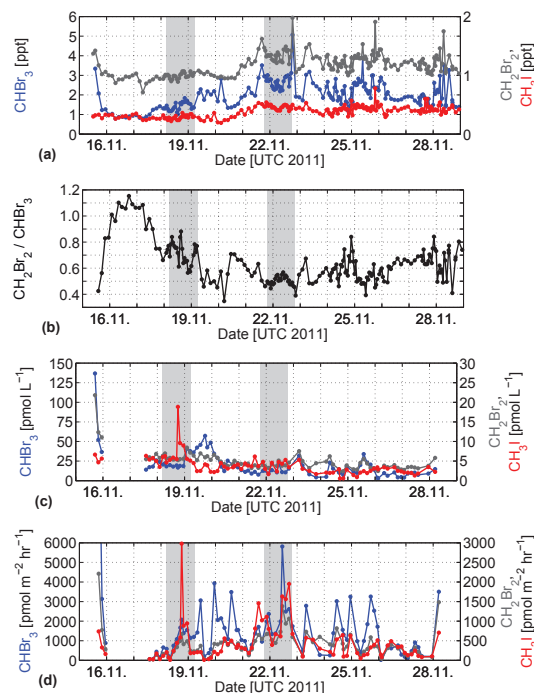 CHBr3 [ppt]
6
5
4
3
2
1
0
2
1
0
CH2Br2,
CH3I [ppt]
16.11. 19.11. 22.11. 25.11. 28.11.
(a)
Date [UTC 2011]
CH2Br2 / CHBr3
1.2
1.0
0.8
0.6
0.4
16.11. 19.11. 22.11. 25.11. 28.11.
(b)
Date [UTC 2011]
CHBr3 [pmol L−1]
150
125
100
75
50
25
0
30
25
20
15
10
5
0
CH2Br2,
CH3I [pmol L−1]
16.11. 19.11. 22.11. 25.11. 28.11.
(c)
Date [UTC 2011]
CHBr3 [pmol m−2 hr−1]
6000
5000
4000
3000
2000
1000
0
3000
2500
2000
1500
1000
500
0
CH2Br2,
CH3I [pmol m−2 hr−1]
16.11. 19.11. 22.11. 25.11. 28.11.
(d)
Date [UTC 2011]